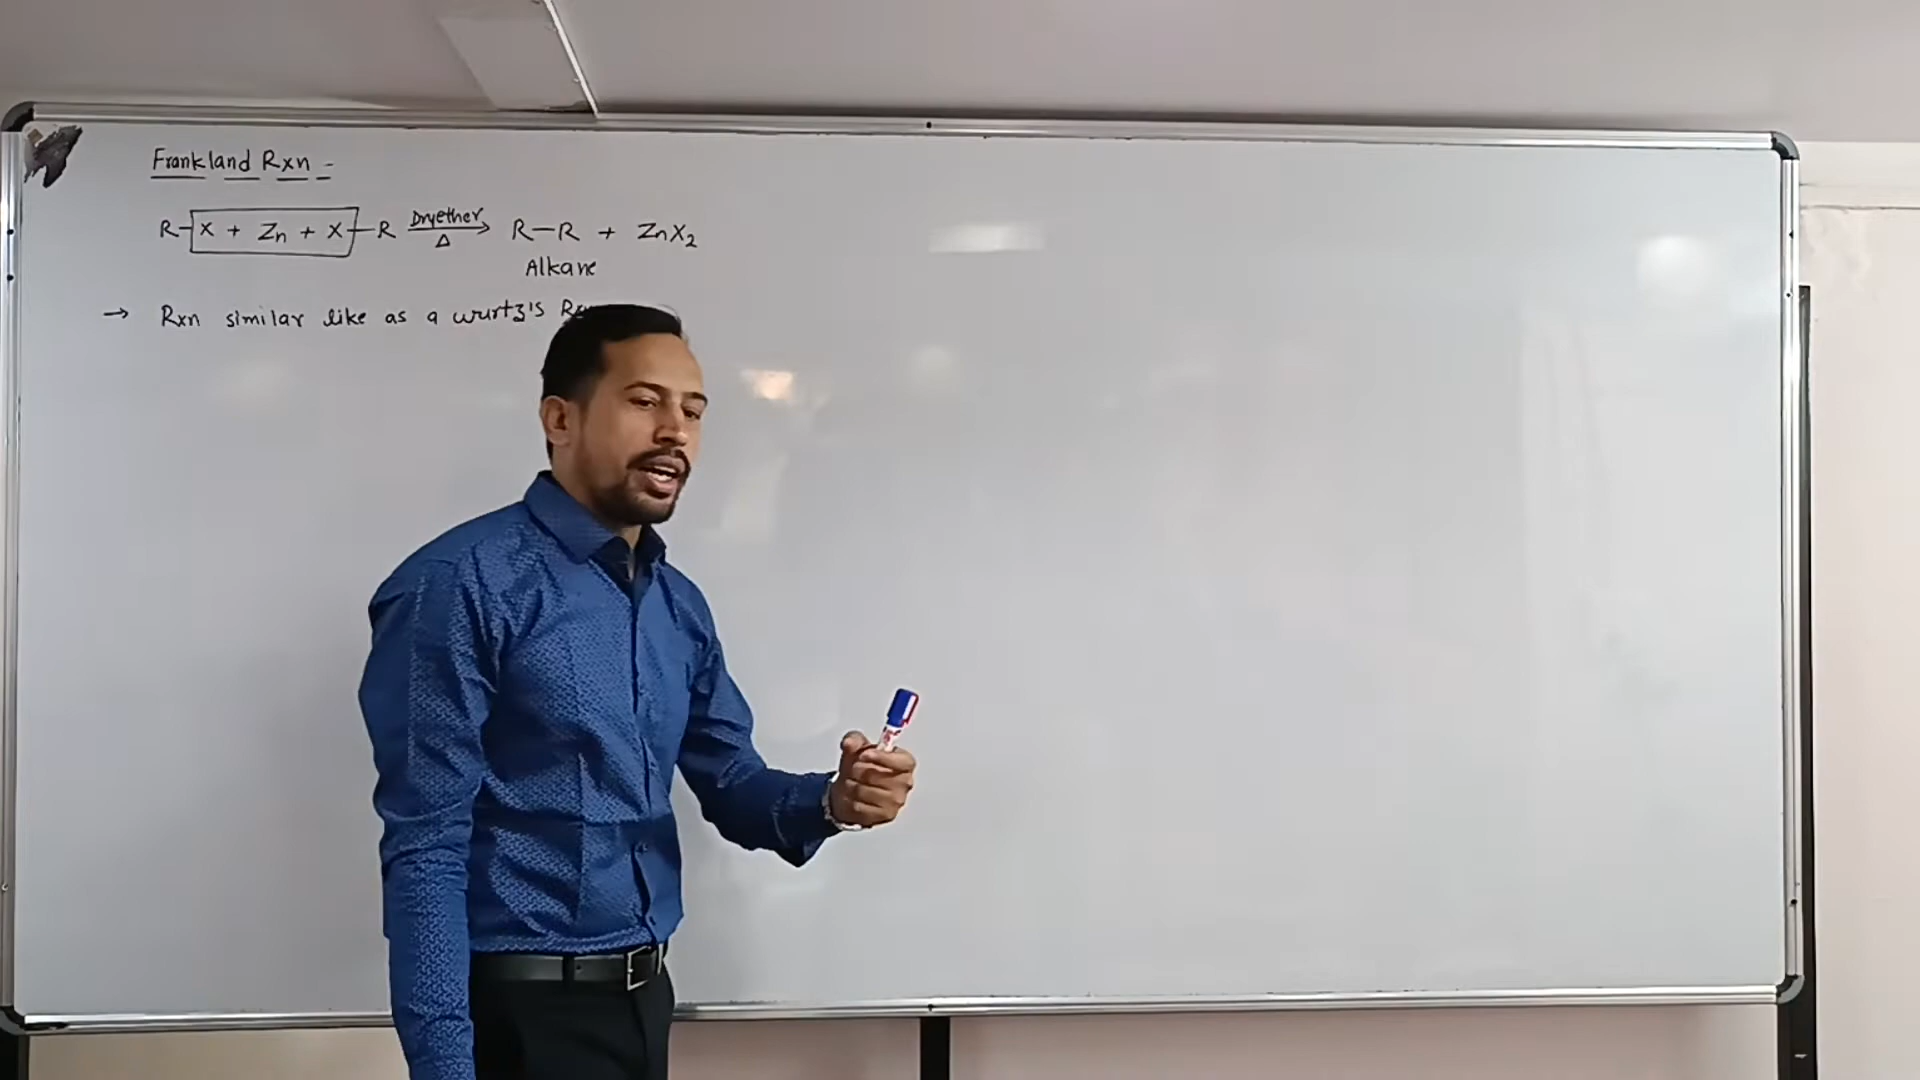 Frankland Rxn -
R-X + Zn + X-R Dryether Δ → R-R + ZnX₂
Alkane
→ Rxn similar like as a wurtz's